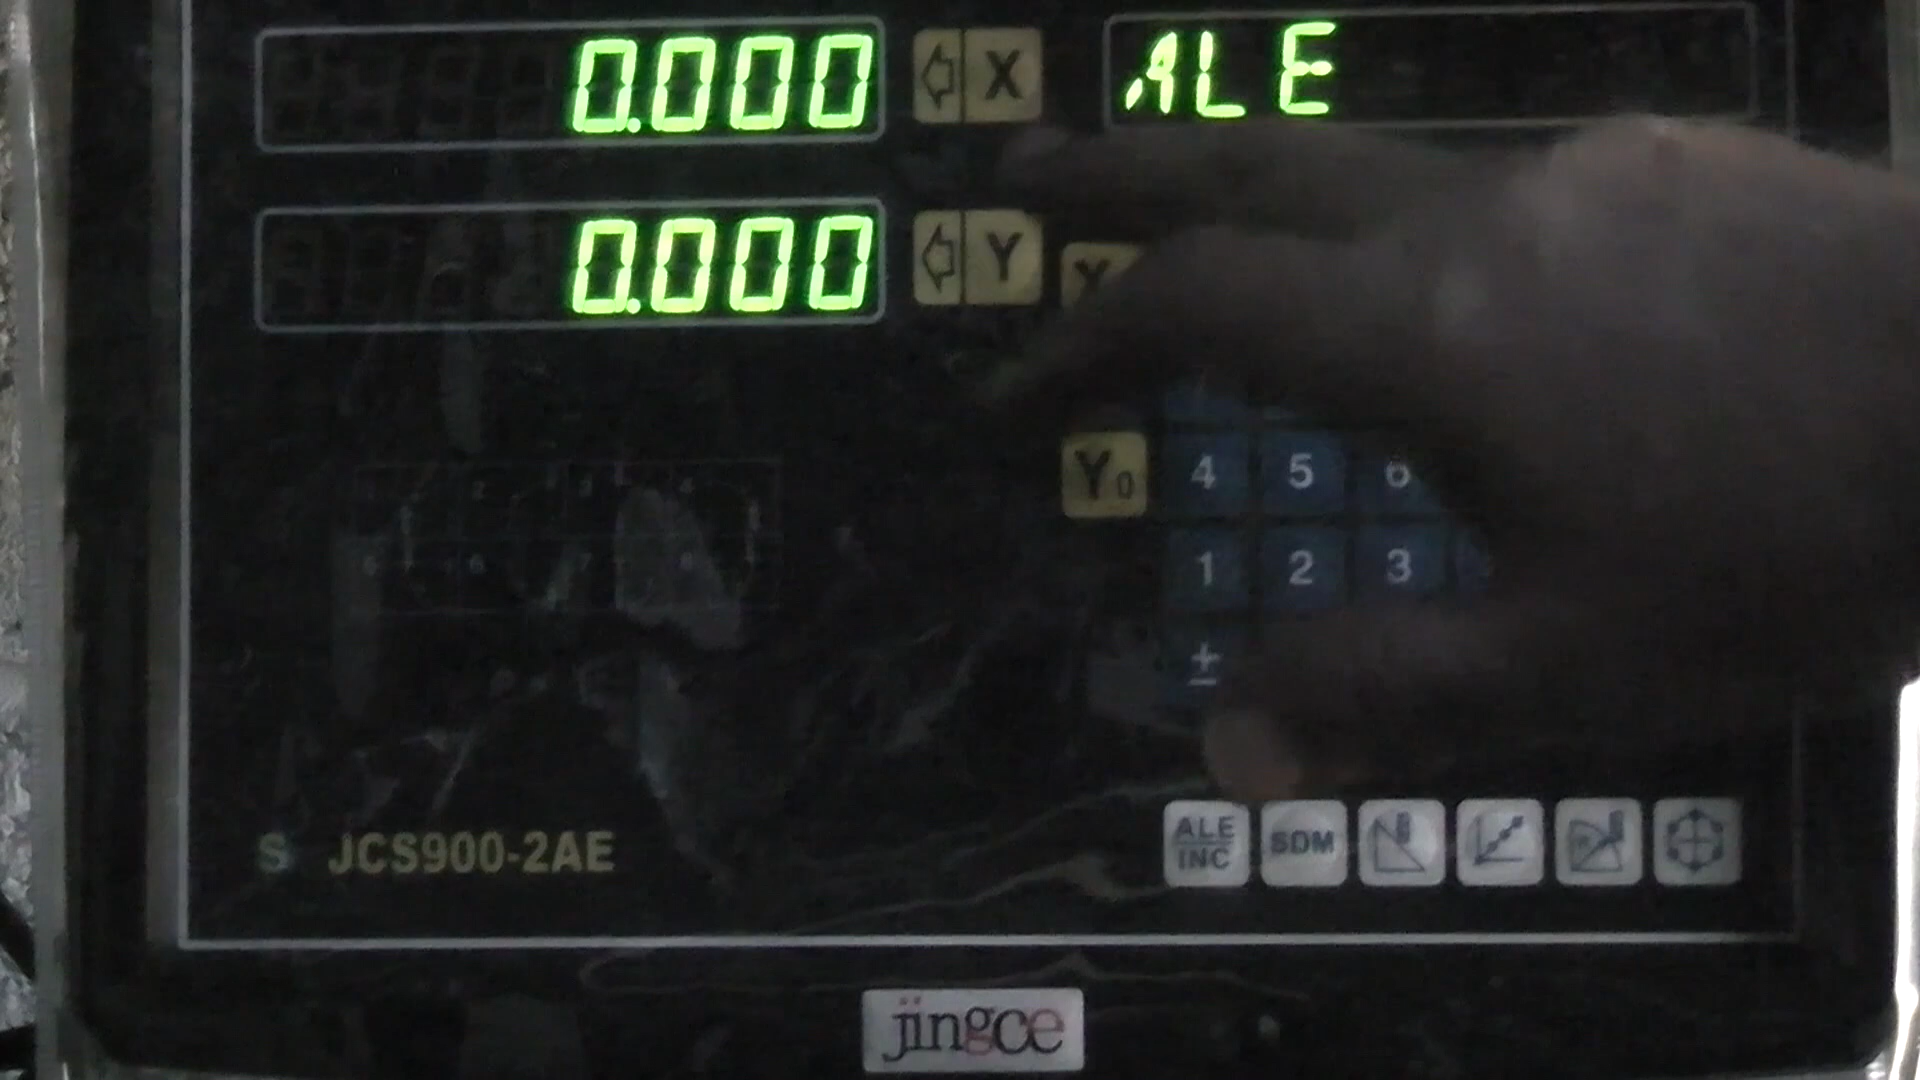 0.000 X ALE
0.000 Y
Y0 4 5 6
1 2 3
±
ALE INC SDM
S JCS900-2AE
jingce